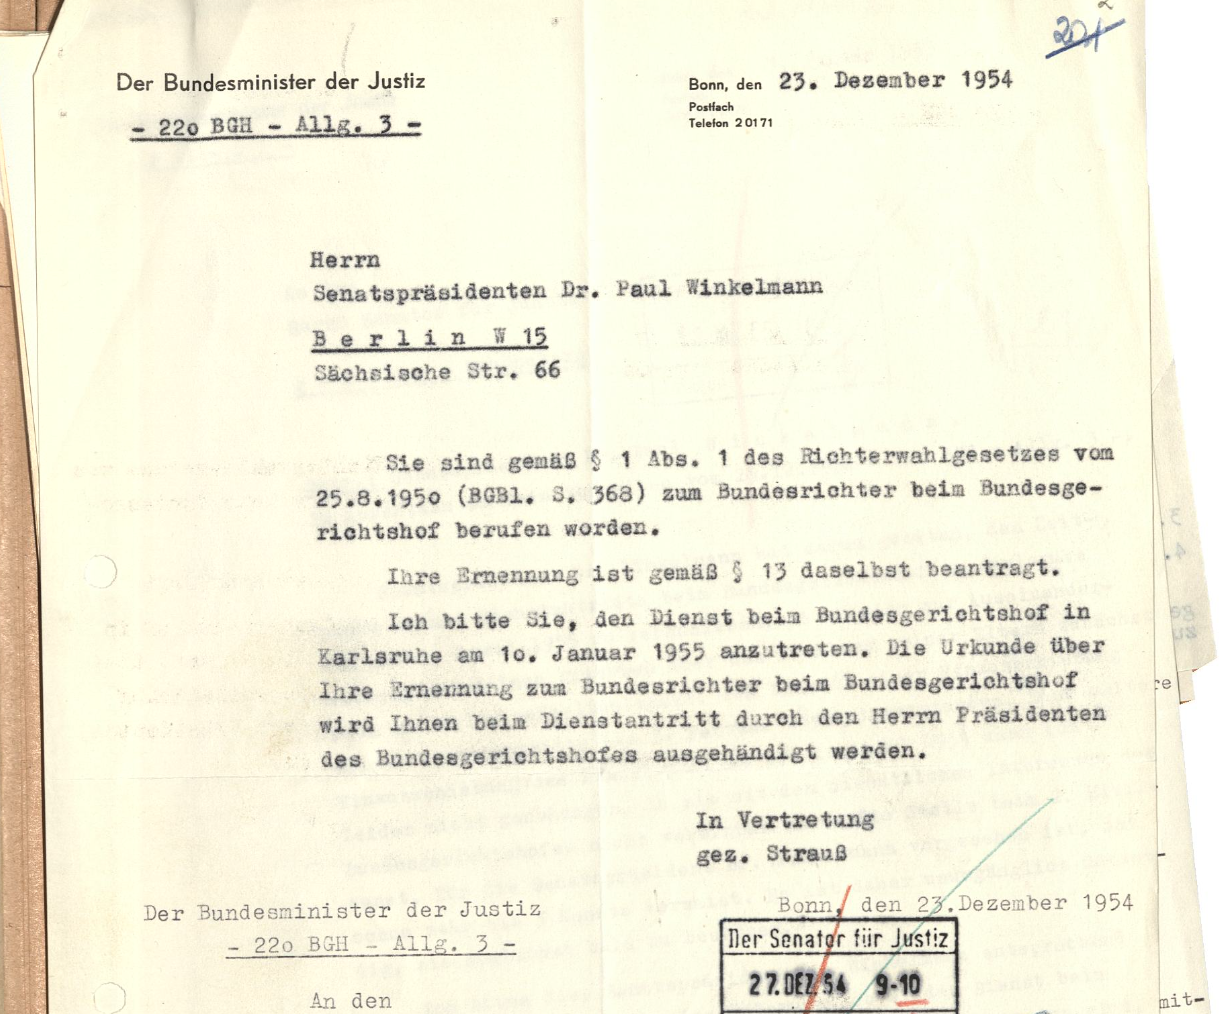 2
201
Der Bundesminister der Justiz
Bonn, den 23. Dezember 1954
Postfach
Telefon 2 01 71
- 22o BGH - Allg. 3 -
Herrn
Senatspräsidenten Dr. Paul Winkelmann
B e r l i n  W 15
Sächsische Str. 66
Sie sind gemäß § 1 Abs. 1 des Richterwahlgesetzes vom
25.8.195o (BGBl. S. 368) zum Bundesrichter beim Bundesge-
richtshof berufen worden.
Ihre Ernennung ist gemäß § 13 daselbst beantragt.
Ich bitte Sie, den Dienst beim Bundesgerichtshof in
Karlsruhe am 1o. Januar 1955 anzutreten. Die Urkunde über
Ihre Ernennung zum Bundesrichter beim Bundesgerichtshof
wird Ihnen beim Dienstantritt durch den Herrn Präsidenten
des Bundesgerichtshofes ausgehändigt werden.
In Vertretung
gez. Strauß
Der Bundesminister der Justiz
Bonn, den 23.Dezember 1954
- 22o BGH - Allg. 3 -
Der Senator für Justiz
27.DEZ.54 9-10
An den
mit-